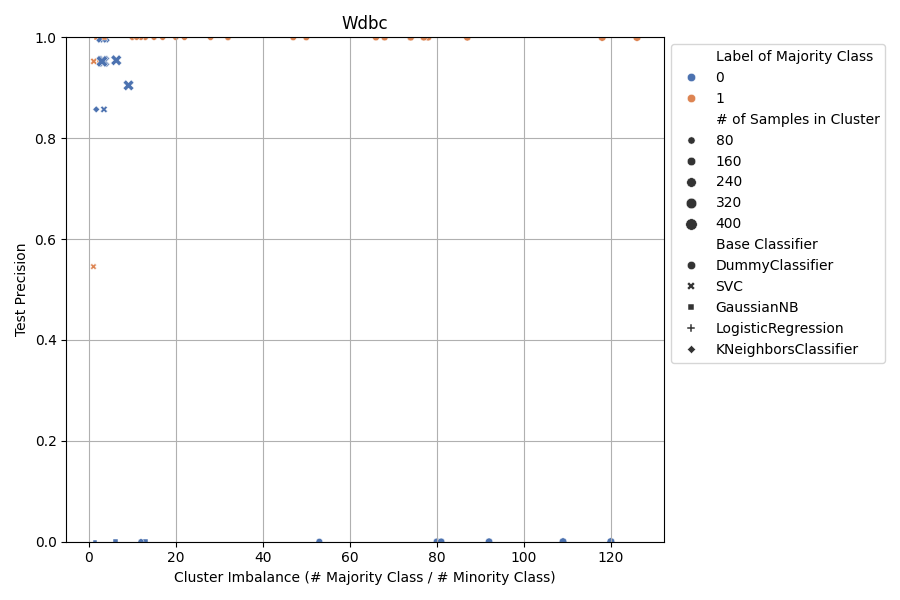 Wdbc
1.0
0.8
0.6
0.4
0.2
0.0
Test Precision
0 20 40 60 80 100 120
Cluster Imbalance (# Majority Class / # Minority Class)
Label of Majority Class
0
1
# of Samples in Cluster
80
160
240
320
400
Base Classifier
DummyClassifier
SVC
GaussianNB
LogisticRegression
KNeighborsClassifier